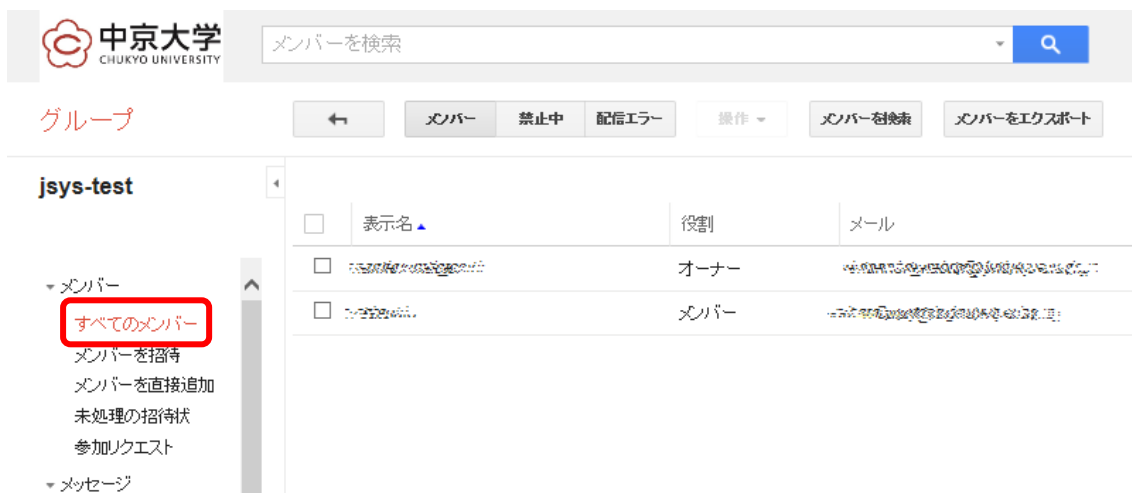 中京大学
CHUKYO UNIVERSITY
メンバーを検索
グループ
メンバー 禁止中 配信エラー 操作 メンバーを検索 メンバーをエクスポート
jsys-test
表示名 役割 メール
オーナー
メンバー
メンバー
すべてのメンバー
メンバーを招待
メンバーを直接追加
未処理の招待状
参加リクエスト
メッセージ